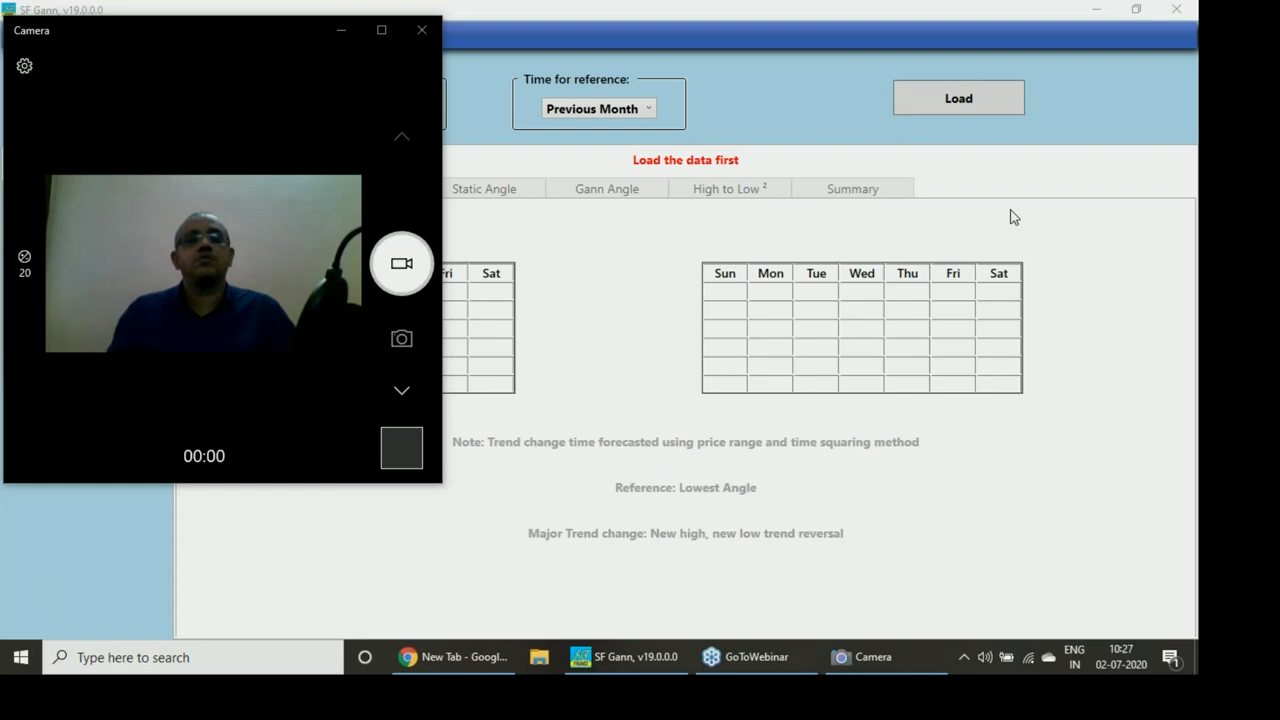 SF Gann, v19.0.0.0
Camera
Time for reference:
Previous Month
Load
Load the data first
Static Angle Gann Angle High to Low ² Summary
20
Fri Sat
Sun Mon Tue Wed Thu Fri Sat
Note: Trend change time forecasted using price range and time squaring method
00:00
Reference: Lowest Angle
Major Trend change: New high, new low trend reversal
Type here to search
New Tab - Googl...
SF Gann, v19.0.0.0
GoToWebinar
Camera
ENG
IN
10:27
02-07-2020
1